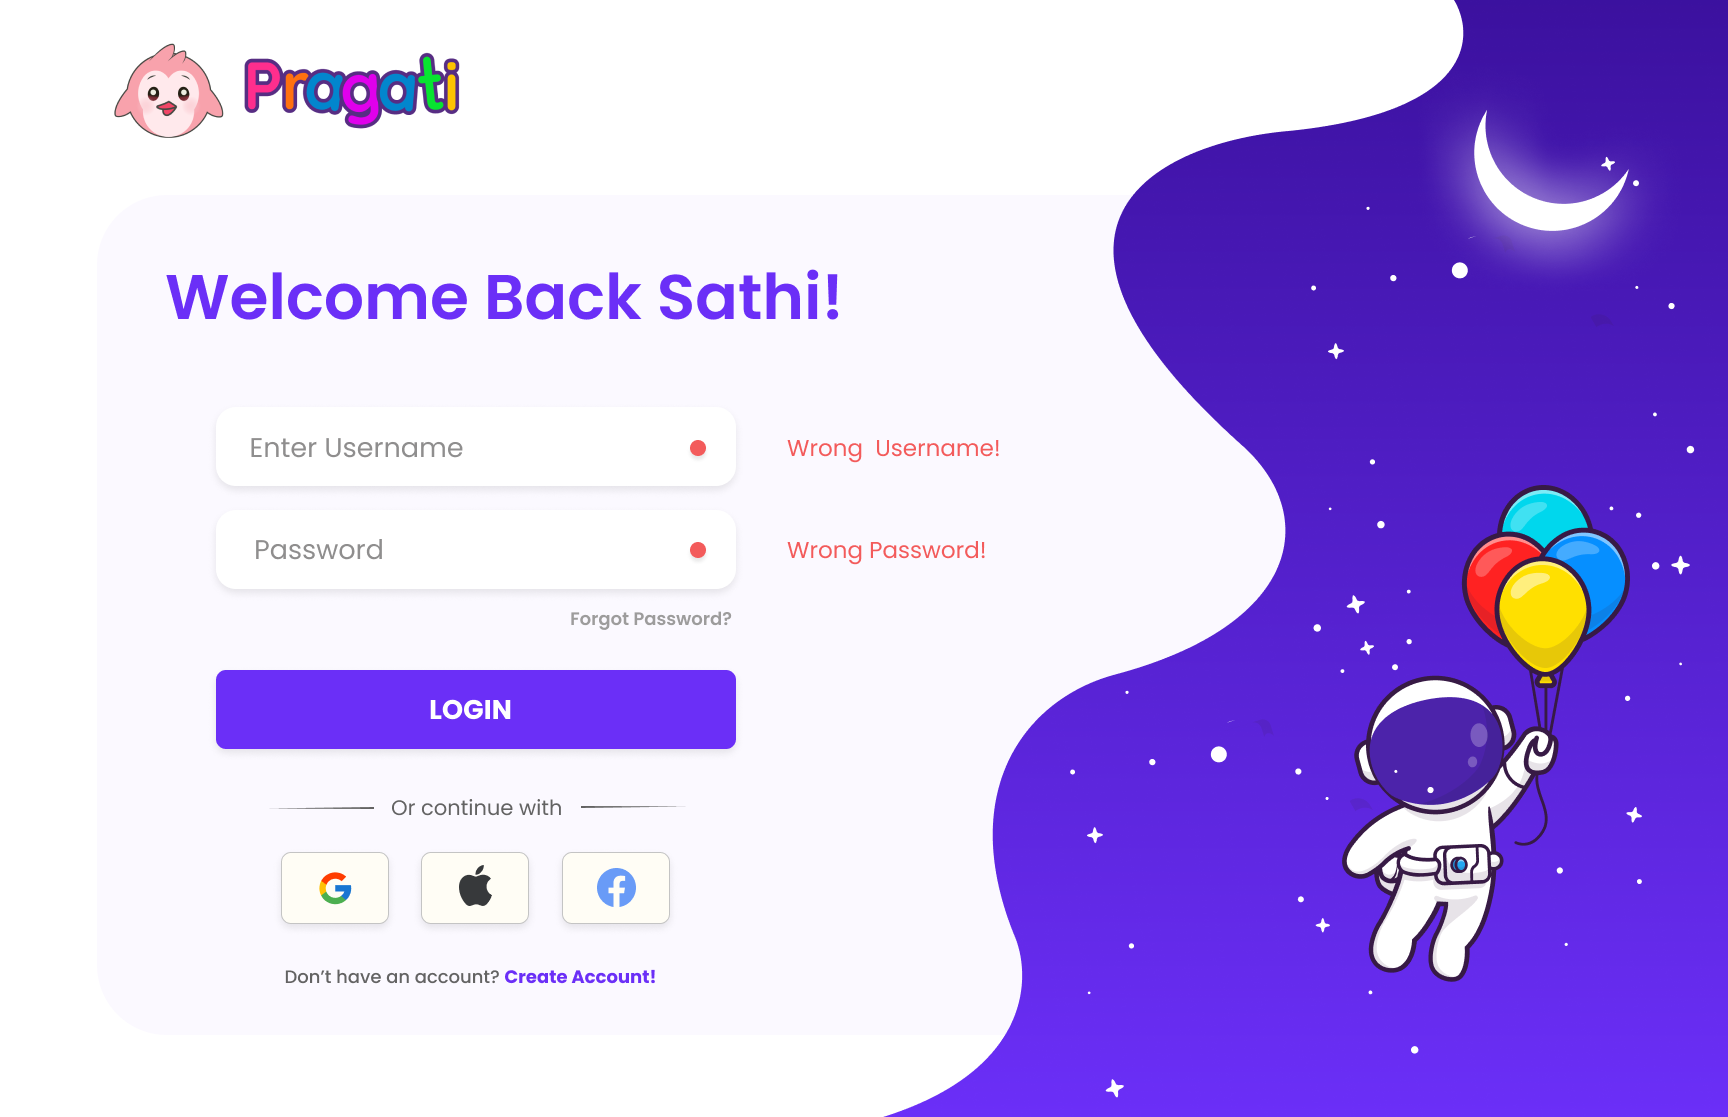 Pragati
Welcome Back Sathi!
Enter Username
Wrong  Username!
Password
Wrong Password!
Forgot Password?
LOGIN
Or continue with
Don’t have an account? Create Account!